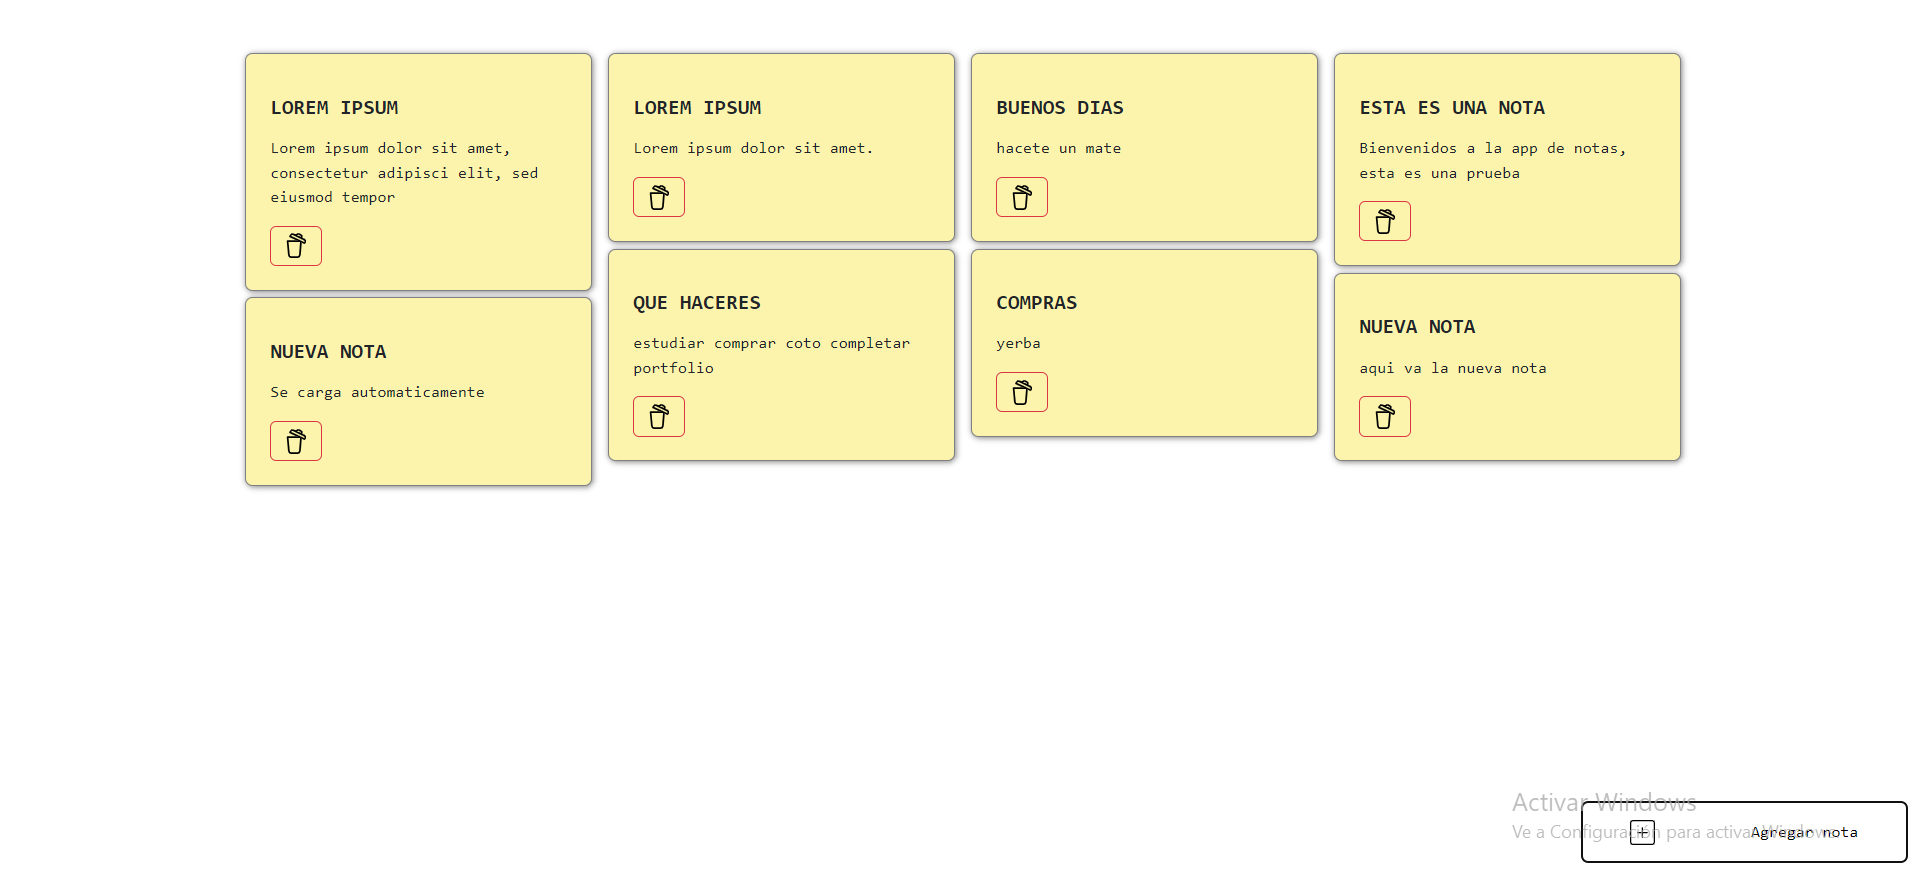 LOREM IPSUM
Lorem ipsum dolor sit amet,
consectetur adipisci elit, sed
eiusmod tempor
NUEVA NOTA
Se carga automaticamente
LOREM IPSUM
Lorem ipsum dolor sit amet.
QUE HACERES
estudiar comprar coto completar
portfolio
BUENOS DIAS
hacete un mate
COMPRAS
yerba
ESTA ES UNA NOTA
Bienvenidos a la app de notas,
esta es una prueba
NUEVA NOTA
aqui va la nueva nota
Activar Windows
Ve a Configuración para activar Windows.
Agregar nota